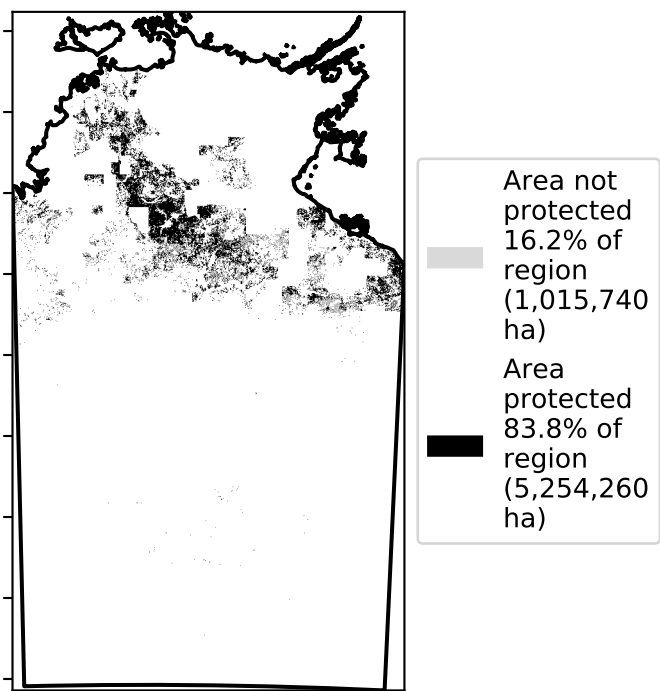 Area not
protected
16.2% of
region
(1,015,740
ha)
Area
protected
83.8% of
region
(5,254,260
ha)